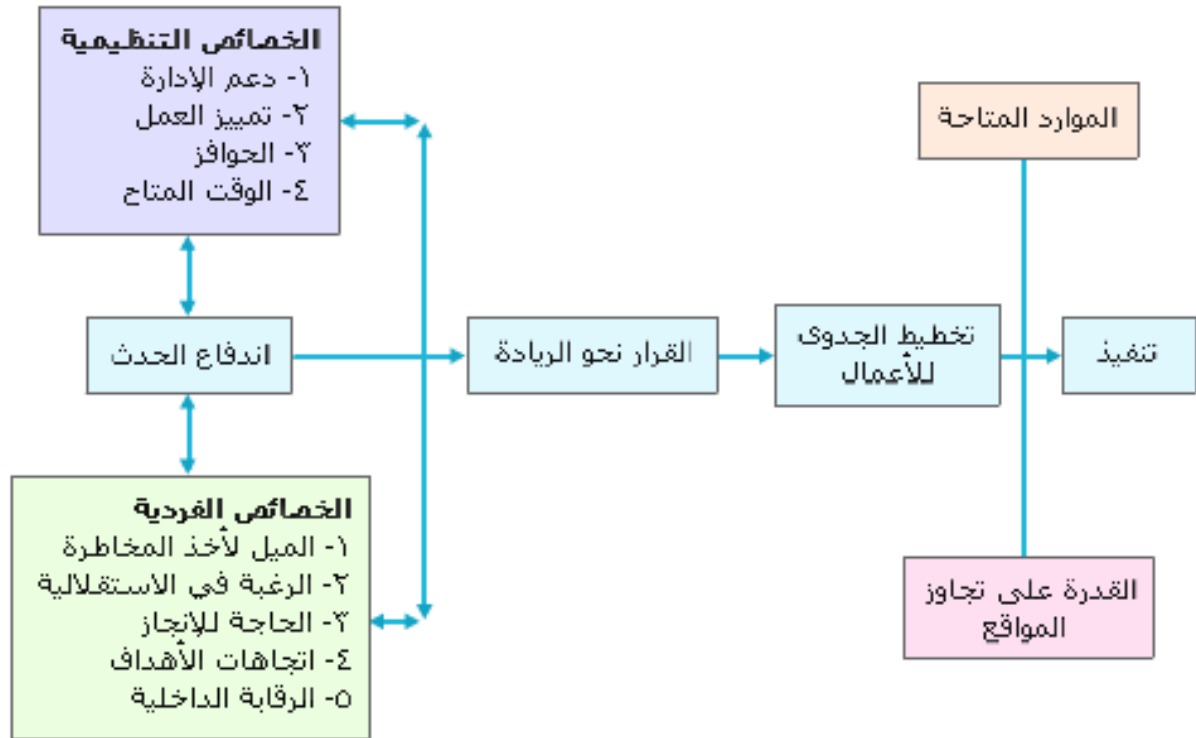 الخصائص التنظيمية
١- دعم الإدارة
٢- تمييز العمل
٣- الحوافز
٤- الوقت المتاح
اندفاع الحدث
الخصائص الفردية
١- الميل لأخذ المخاطرة
٢- الرغبة في الاستقلالية
٣- الحاجة للإنجاز
٤- اتجاهات الأهداف
٥- الرقابة الداخلية
القرار نحو الريادة
تخطيط الجدوى
للأعمال
الموارد المتاحة
تنفيذ
القدرة على تجاوز
المواقع